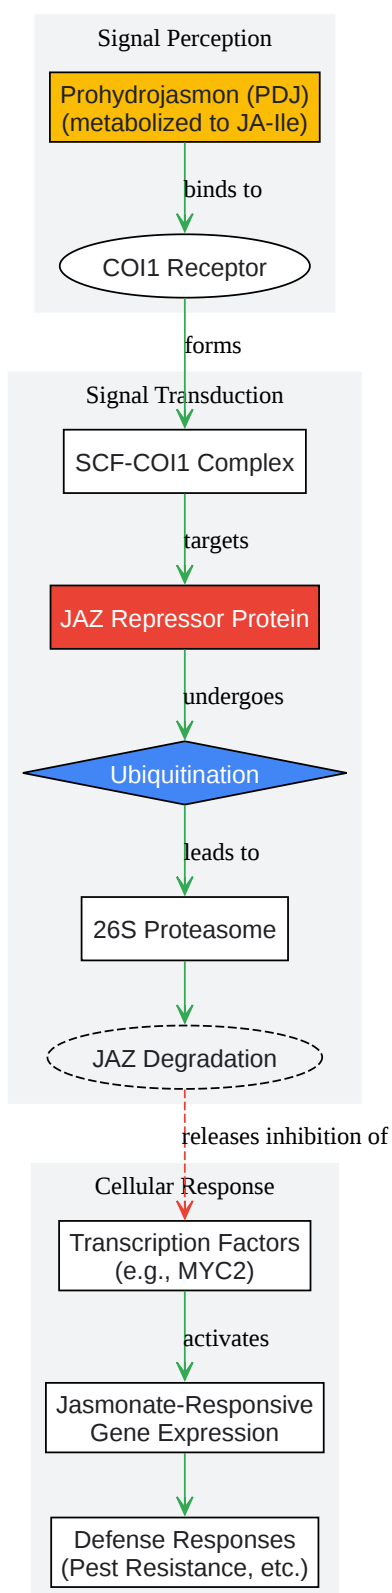 Signal Perception
Prohydrojasmon (PDJ)
(metabolized to JA-Ile)
binds to
COI1 Receptor
forms
Signal Transduction
SCF-COI1 Complex
targets
JAZ Repressor Protein
undergoes
Ubiquitination
leads to
26S Proteasome
JAZ Degradation
releases inhibition of
Cellular Response
Transcription Factors
(e.g., MYC2)
activates
Jasmonate-Responsive
Gene Expression
Defense Responses
(Pest Resistance, etc.)